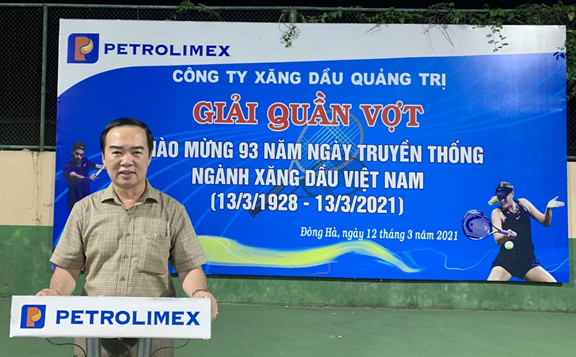 PETROLIMEX
CÔNG TY XĂNG DẦU QUẢNG TRỊ
GIẢI QUẦN VỢT
HÀO MỪNG 93 NĂM NGÀY TRUYỀN THỐNG
NGÀNH XĂNG DẦU VIỆT NAM
(13/3/1928 - 13/3/2021)
Đông Hà, ngày 12 tháng 3 năm 2021
PETROLIMEX